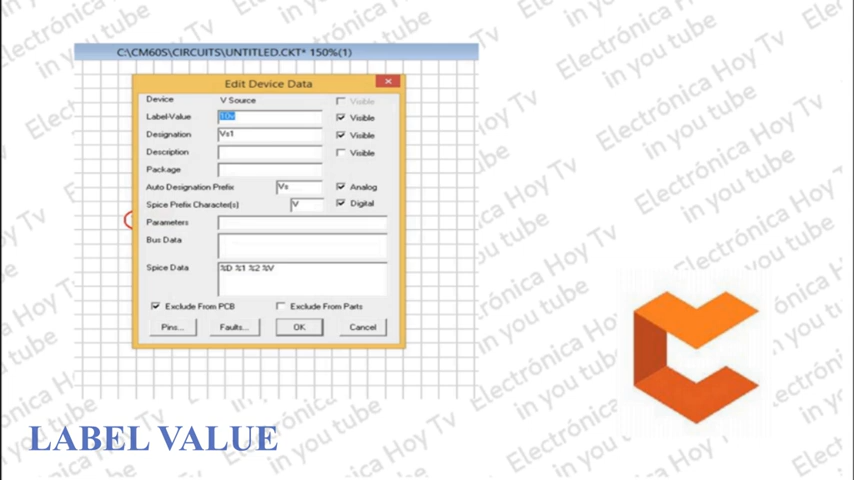 C:\CM60S\CIRCUITS\UNTITLED.CKT* 150%(1)
Edit Device Data
Device V Source Visible
Label-Value 10v Visible
Designation Vs1 Visible
Description Visible
Package
Auto Designation Prefix Vs Analog
Spice Prefix Character(s) V Digital
Parameters
Bus Data
Spice Data %D %1 %2 %V
Exclude From PCB Exclude From Parts
Pins... Faults... OK Cancel
LABEL VALUE
Electrónica Hoy Tv
in you tube